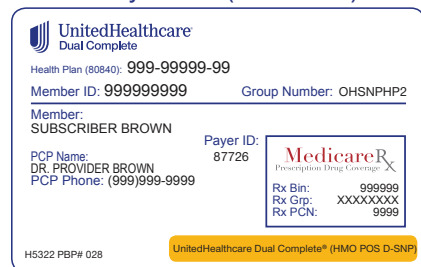 UnitedHealthcare
Dual Complete
Health Plan (80840): 999-99999-99
Member ID: 999999999 Group Number: OHSNPHP2
Member:
SUBSCRIBER BROWN
Payer ID:
87726
PCP Name:
DR. PROVIDER BROWN
PCP Phone: (999)999-9999
MedicareRx
Prescription Drug Coverage
Rx Bin: 999999
Rx Grp: XXXXXXXX
Rx PCN: 9999
H5322 PBP# 028
UnitedHealthcare Dual Complete® (HMO POS D-SNP)